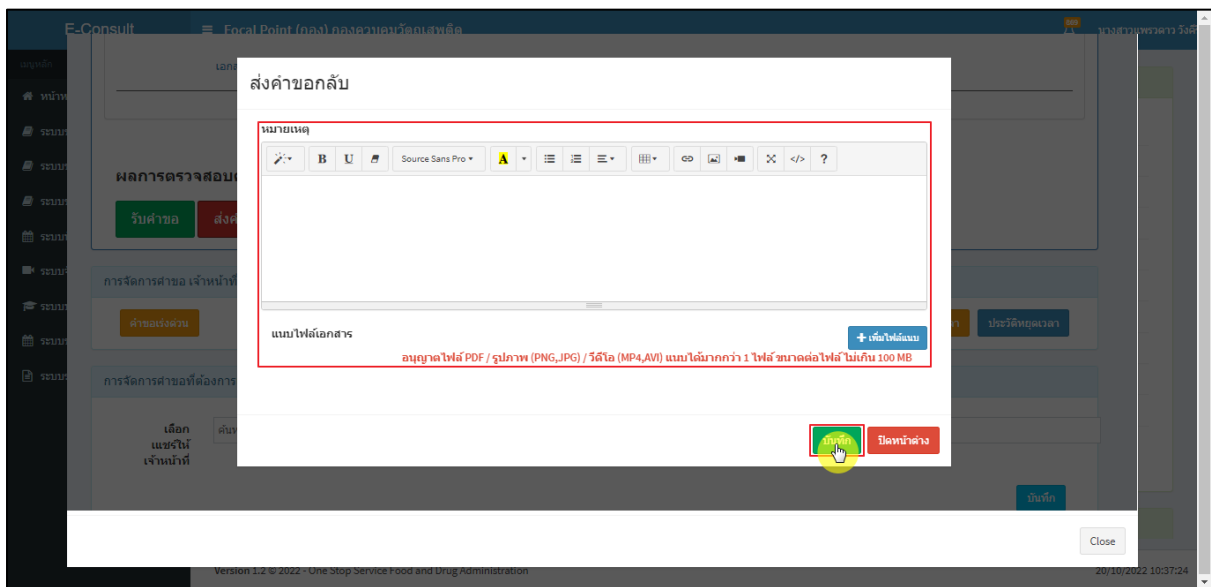 E-Consult
Focal Point (กอง) กองควบคุมวัตถุเสพติด
เมนูหลัก
ส่งคำขอกลับ
หมายเหตุ
B U Source Sans Pro A </> ?
ผลการตรวจสอบ
รับคำขอ
การจัดการคำขอ เจ้าหน้าที่
คำขอเร่งด่วน
ประวัติหยุดเวลา
แนบไฟล์เอกสาร
+ เพิ่มไฟล์แนบ
อนุญาตไฟล์ PDF / รูปภาพ (PNG,JPG) / วีดีโอ (MP4,AVI) แนบได้มากกว่า 1 ไฟล์ ขนาดต่อไฟล์ ไม่เกิน 100 MB
การจัดการคำขอที่ต้องการ
เลือก
แชร์ให้
เจ้าหน้าที่
บันทึก ปิดหน้าต่าง
บันทึก
Close
Version 1.2 © 2022 - One Stop Service Food and Drug Administration
20/10/2022 10:37:24